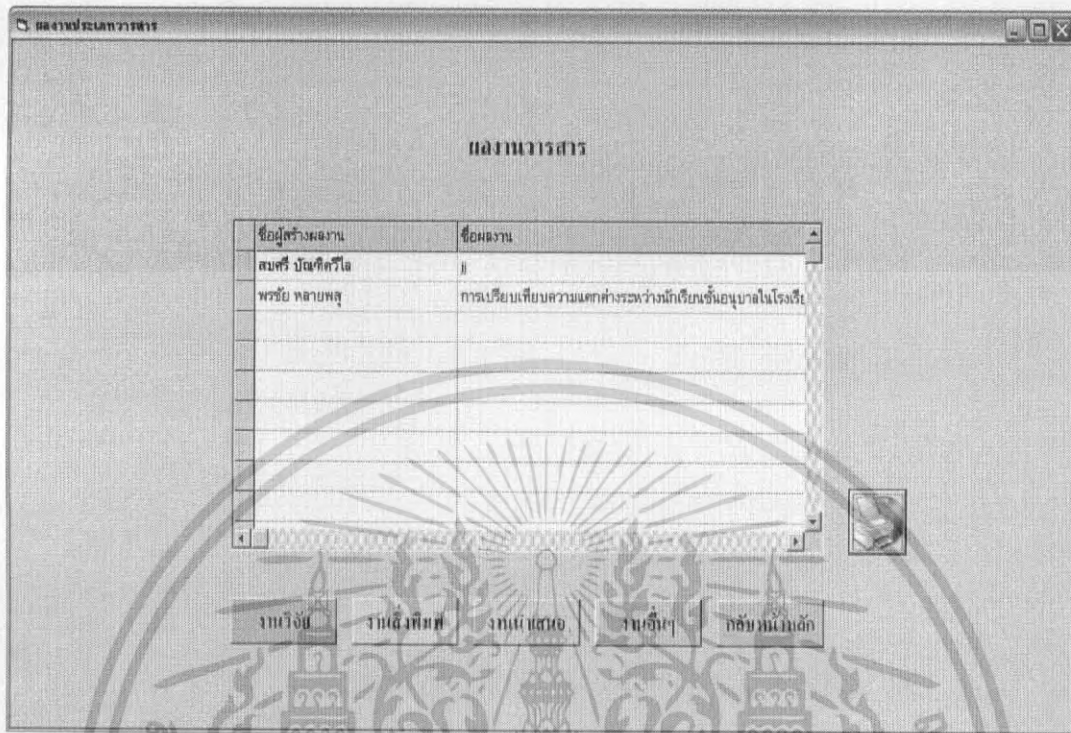 ผลงานประเภทวารสาร
ผลงานวารสาร
ชื่อผู้สร้างผลงาน ชื่อผลงาน
สมศรี บัณฑิตวิไล jj
พรชัย หลายพลุ การเปรียบเทียบความแตกต่างระหว่างนักเรียนชั้นอนุบาลในโรงเรีย
งานวิจัย งานสิ่งพิมพ์ งานนำเสนอ งานอื่นๆ กลับหน้าหลัก